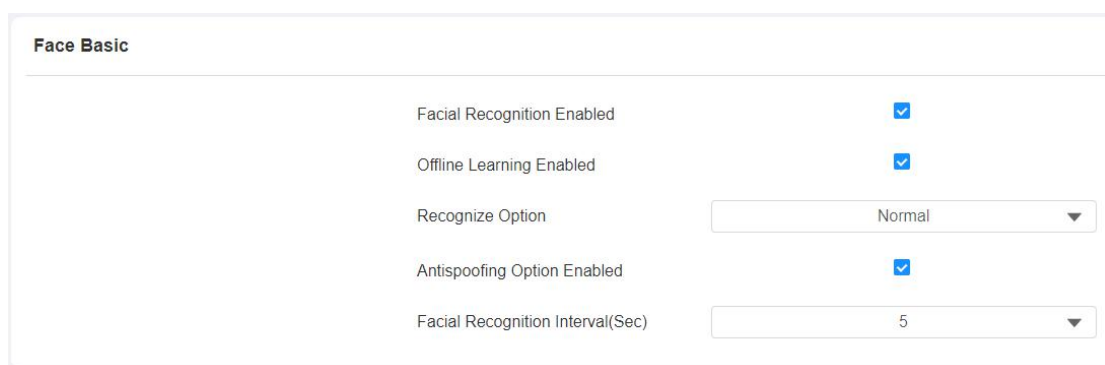 Face Basic
Facial Recognition Enabled
Offline Learning Enabled
Recognize Option Normal
Antispoofing Option Enabled
Facial Recognition Interval(Sec) 5